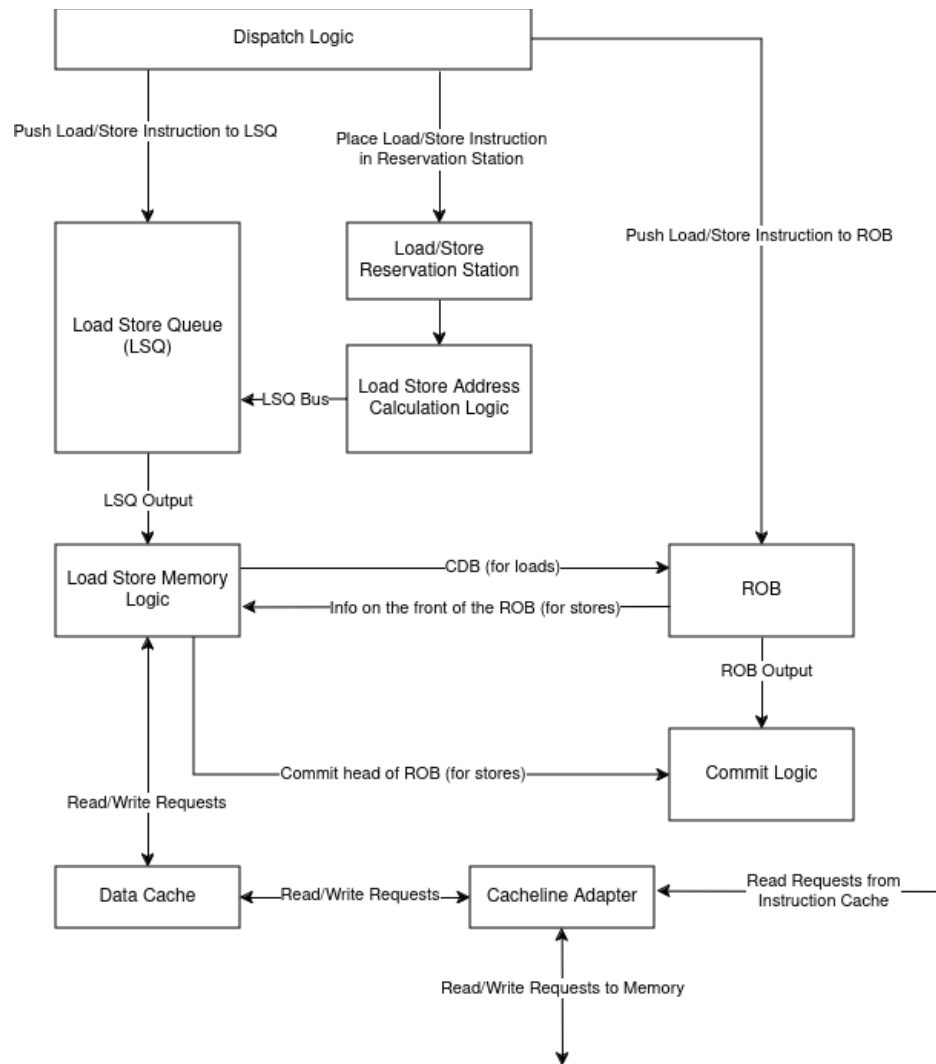 Dispatch Logic
Push Load/Store Instruction to LSQ
Place Load/Store Instruction
in Reservation Station
Push Load/Store Instruction to ROB
Load/Store
Reservation Station
Load Store Queue
(LSQ)
LSQ Bus
Load Store Address
Calculation Logic
LSQ Output
Load Store Memory
Logic
CDB (for loads)
Info on the front of the ROB (for stores)
ROB
ROB Output
Commit head of ROB (for stores)
Commit Logic
Read/Write Requests
Data Cache
Read/Write Requests
Cacheline Adapter
Read Requests from
Instruction Cache
Read/Write Requests to Memory